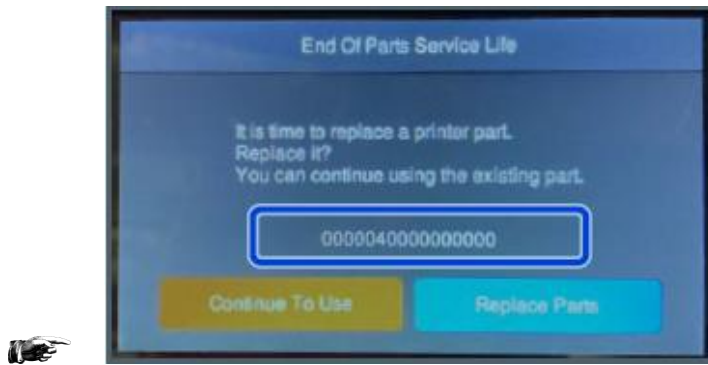 End Of Parts Service Life
It is time to replace a printer part.
Replace it?
You can continue using the existing part.
0000040000000000
Continue To Use
Replace Parts